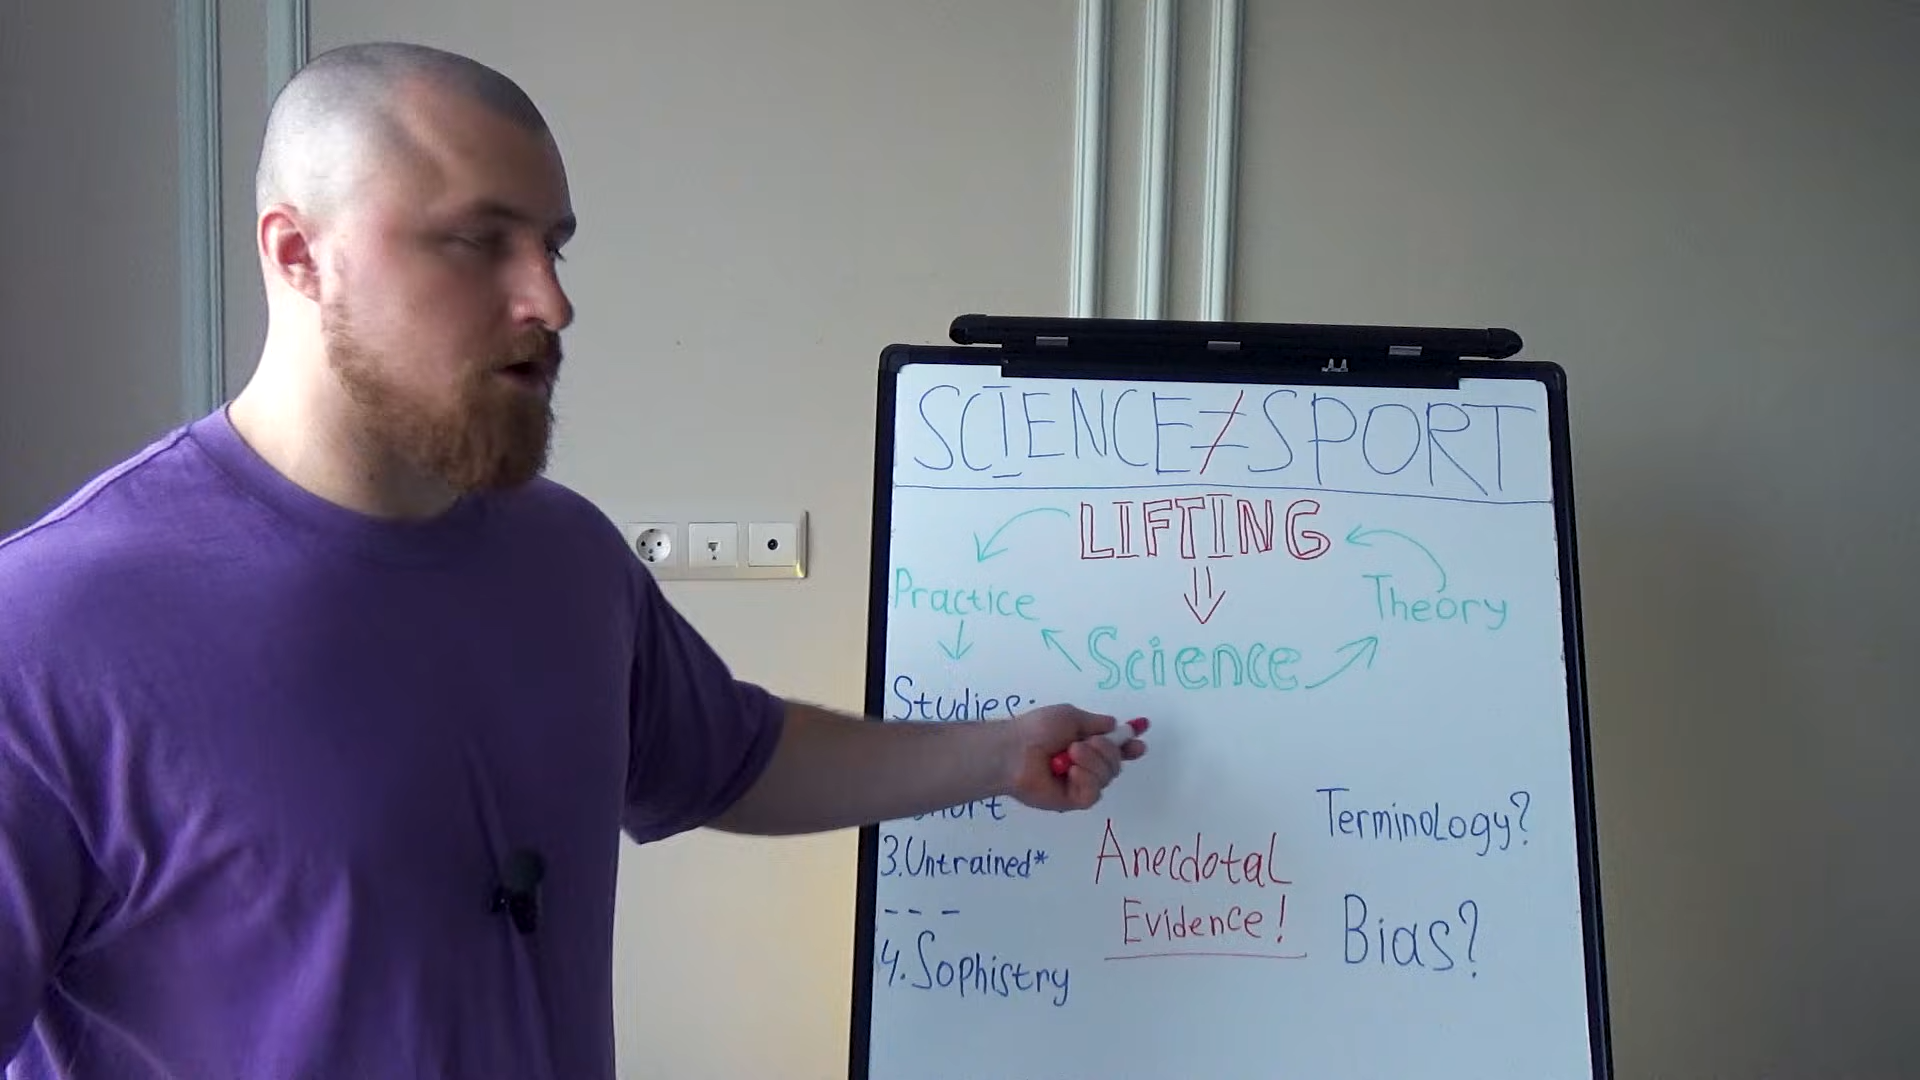 SCIENCE≠SPORT
LIFTING
Practice
Theory
Science
Studies:
3.Untrained*
---
4.Sophistry
Anecdotal
Evidence!
Terminology?
Bias?